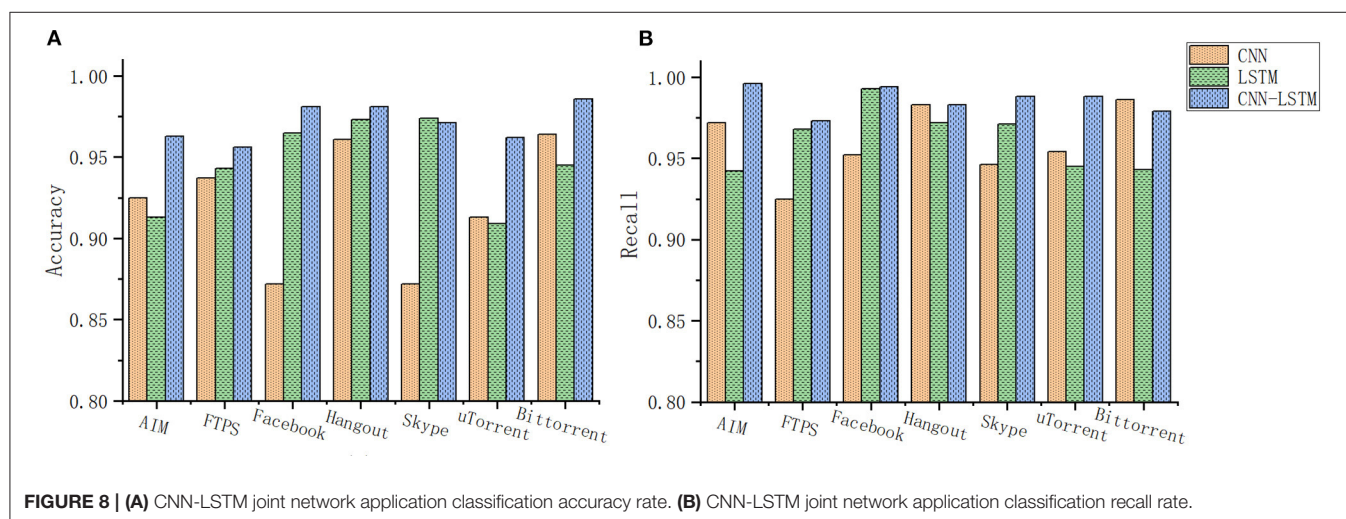 A
Accuracy
1.00
0.95
0.90
0.85
0.80
AIM
FTPS
Facebook
Hangout
Skype
uTorrent
Bittorrent
B
Recall
1.00
0.95
0.90
0.85
0.80
AIM
FTPS
Facebook
Hangout
Skype
uTorrent
Bittorrent
CNN
LSTM
CNN-LSTM
FIGURE 8 | (A) CNN-LSTM joint network application classification accuracy rate. (B) CNN-LSTM joint network application classification recall rate.